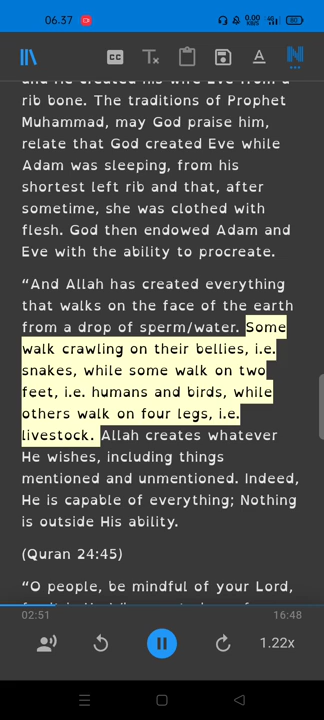 06.37
0.00 KB/S
4G
80
CC
T×
A
N
and He created his wife Eve from a
rib bone. The traditions of Prophet
Muhammad, may God praise him,
relate that God created Eve while
Adam was sleeping, from his
shortest left rib and that, after
sometime, she was clothed with
flesh. God then endowed Adam and
Eve with the ability to procreate.
“And Allah has created everything
that walks on the face of the earth
from a drop of sperm/water. Some
walk crawling on their bellies, i.e.
snakes, while some walk on two
feet, i.e. humans and birds, while
others walk on four legs, i.e.
livestock. Allah creates whatever
He wishes, including things
mentioned and unmentioned. Indeed,
He is capable of everything; Nothing
is outside His ability.
(Quran 24:45)
“O people, be mindful of your Lord,
02:51
16:48
1.22x